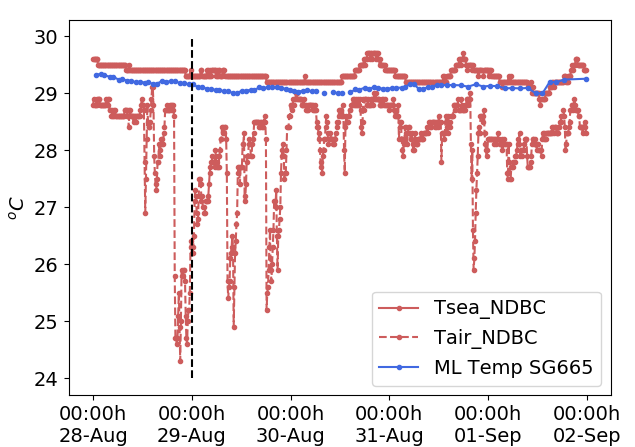 30
29
28
27
26
25
24
°C
Tsea_NDBC
Tair_NDBC
ML Temp SG665
00:00h 00:00h 00:00h 00:00h 00:00h 00:00h
28-Aug 29-Aug 30-Aug 31-Aug 01-Sep 02-Sep